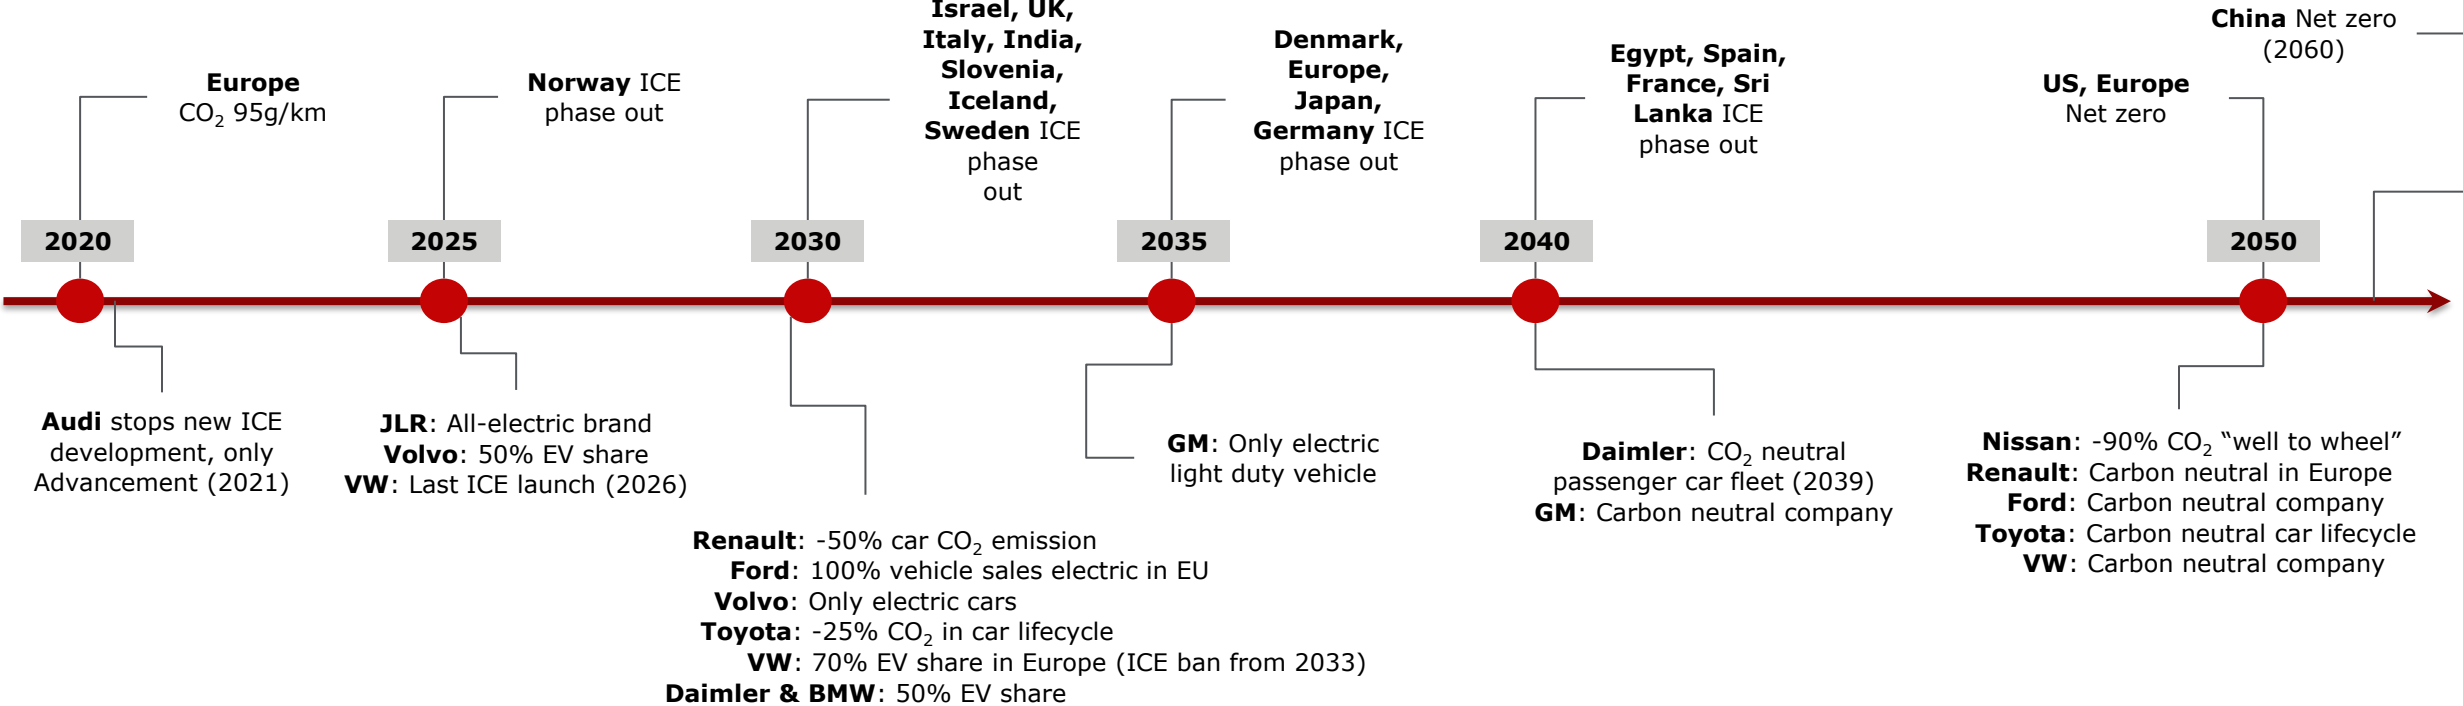 Europe
CO₂ 95g/km
Norway ICE
phase out
Israel, UK,
Italy, India,
Slovenia,
Iceland,
Sweden ICE
phase
out
Denmark,
Europe,
Japan,
Germany ICE
phase out
Egypt, Spain,
France, Sri
Lanka ICE
phase out
US, Europe
Net zero
China Net zero
(2060)
2020
2025
2030
2035
2040
2050
Audi stops new ICE
development, only
Advancement (2021)
JLR: All-electric brand
Volvo: 50% EV share
VW: Last ICE launch (2026)
Renault: -50% car CO₂ emission
Ford: 100% vehicle sales electric in EU
Volvo: Only electric cars
Toyota: -25% CO₂ in car lifecycle
VW: 70% EV share in Europe (ICE ban from 2033)
Daimler & BMW: 50% EV share
GM: Only electric
light duty vehicle
Daimler: CO₂ neutral
passenger car fleet (2039)
GM: Carbon neutral company
Nissan: -90% CO₂ “well to wheel”
Renault: Carbon neutral in Europe
Ford: Carbon neutral company
Toyota: Carbon neutral car lifecycle
VW: Carbon neutral company